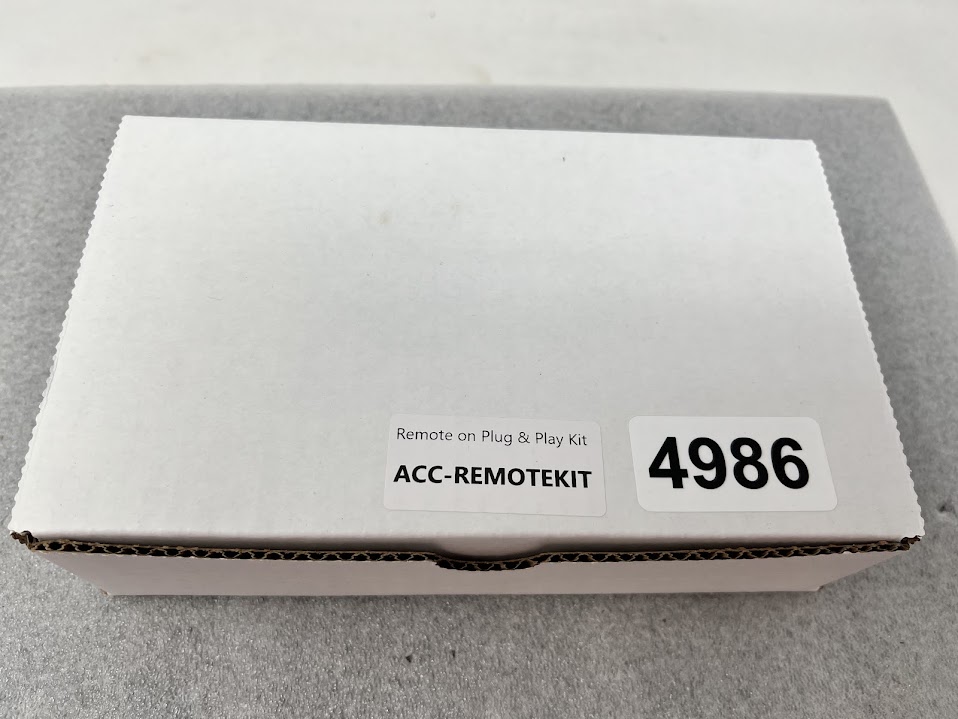 Remote on Plug & Play Kit
ACC-REMOTEKIT
4986